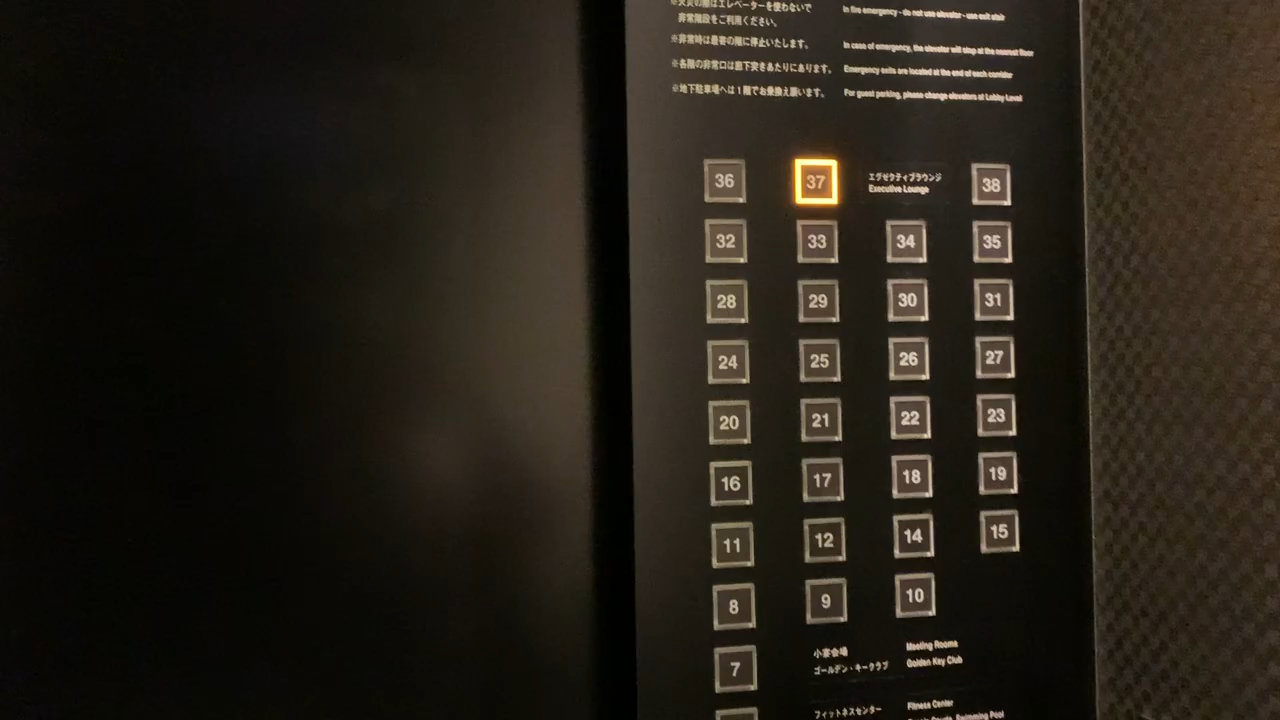 ※火災の際はエレベーターを使わないで
非常階段をご利用ください。
In fire emergency - do not use elevator - use exit stair
※非常時は最寄の階に停止いたします。
In case of emergency, the elevator will stop at the nearest floor
※各階の非常口は廊下突きあたりにあります。
Emergency exits are located at the end of each corridor
※地下駐車場へは1階でお乗換え願います。
For guest parking, please change elevators at Lobby Level
36 37 エグゼクティブラウンジ 38
Executive Lounge
32 33 34 35
28 29 30 31
24 25 26 27
20 21 22 23
16 17 18 19
11 12 14 15
8 9 10
7 小宴会場 Meeting Rooms
ゴールデン・キークラブ Golden Key Club
フィットネスセンター Fitness Center
Swimming Pool